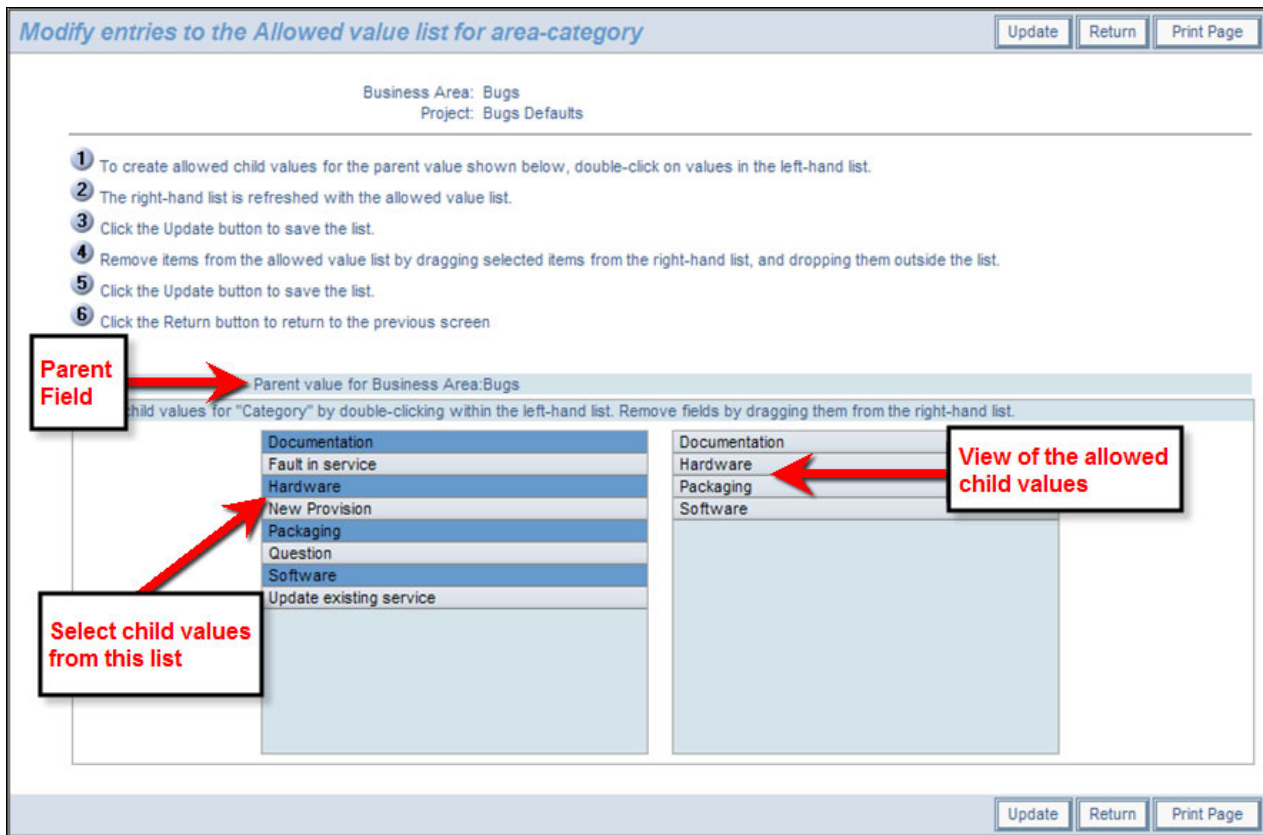 Modify entries to the Allowed value list for area-category
Update Return Print Page
Business Area: Bugs
Project: Bugs Defaults
1 To create allowed child values for the parent value shown below, double-click on values in the left-hand list.
2 The right-hand list is refreshed with the allowed value list.
3 Click the Update button to save the list.
4 Remove items from the allowed value list by dragging selected items from the right-hand list, and dropping them outside the list.
5 Click the Update button to save the list.
6 Click the Return button to return to the previous screen
Parent
Field
Parent value for Business Area:Bugs
child values for "Category" by double-clicking within the left-hand list. Remove fields by dragging them from the right-hand list.
Documentation
Fault in service
Hardware
New Provision
Packaging
Question
Software
Update existing service
Documentation
Hardware
Packaging
Software
View of the allowed
child values
Select child values
from this list
Update Return Print Page